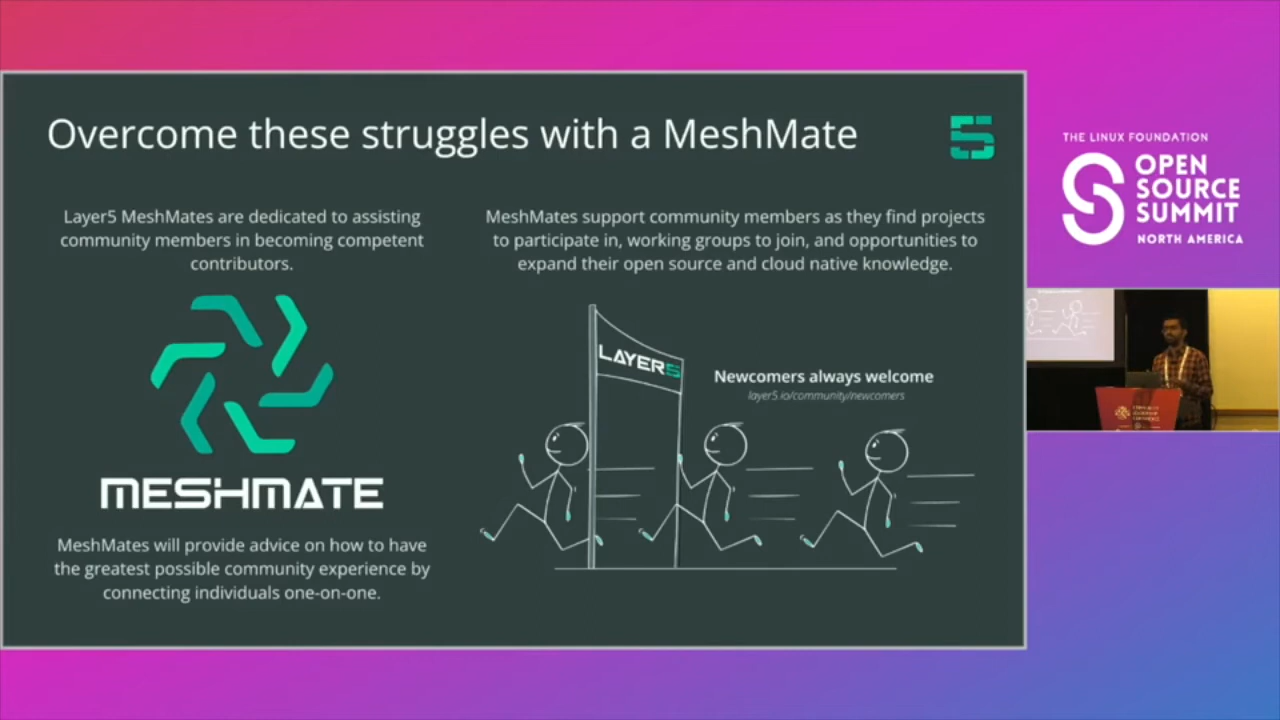 Overcome these struggles with a MeshMate
Layer5 MeshMates are dedicated to assisting
community members in becoming competent
contributors.
MESHMATE
MeshMates will provide advice on how to have
the greatest possible community experience by
connecting individuals one-on-one.
MeshMates support community members as they find projects
to participate in, working groups to join, and opportunities to
expand their open source and cloud native knowledge.
LAYER5
Newcomers always welcome
layer5.io/community/newcomers
THE LINUX FOUNDATION
OPEN
SOURCE
SUMMIT
NORTH AMERICA